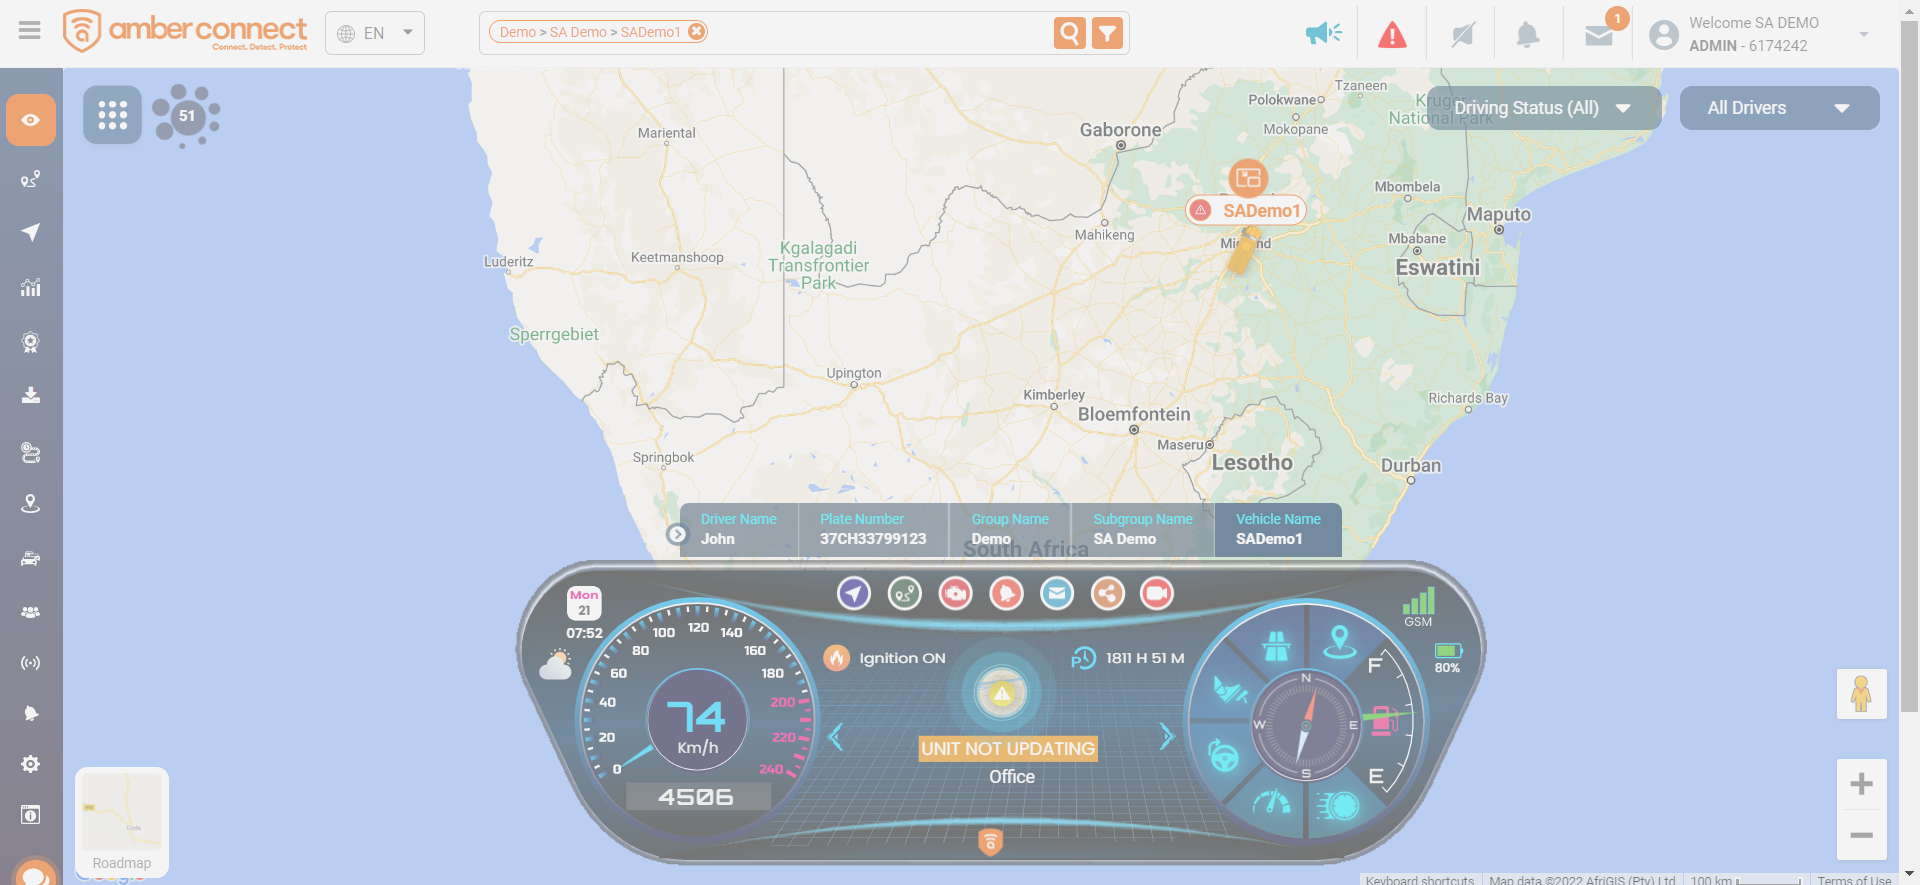 amber connect
Connect. Detect. Protect
EN
Demo > SA Demo > SADemo1
1
Welcome SA DEMO
ADMIN - 6174242
51
Driving Status (All)
All Drivers
Tzaneen
Polokwane
Kruger
National Park
Mokopane
Gaborone
Mariental
Mbombela
SADemo1
Maputo
Mahikeng
Mbabane
Kgalagadi
Transfrontier
Park
Keetmanshoop
Luderitz
Eswatini
Sperrgebiet
Upington
Kimberley
Richards Bay
Bloemfontein
Maseru
Springbok
Lesotho
Durban
Driver Name
John
Plate Number
37CH33799123
Group Name
Demo
Subgroup Name
SA Demo
Vehicle Name
SADemo1
South Africa
Mon
21
07:52
0
20
40
60
80
100
120
140
160
180
200
220
240
74
Km/h
4506
Ignition ON
P
1811 H 51 M
UNIT NOT UPDATING
Office
N
W
E
S
F
E
GSM
80%
Roadmap
Keyboard shortcuts
Map data ©2022 AfriGIS (Pty) Ltd
100 km
Terms of Use